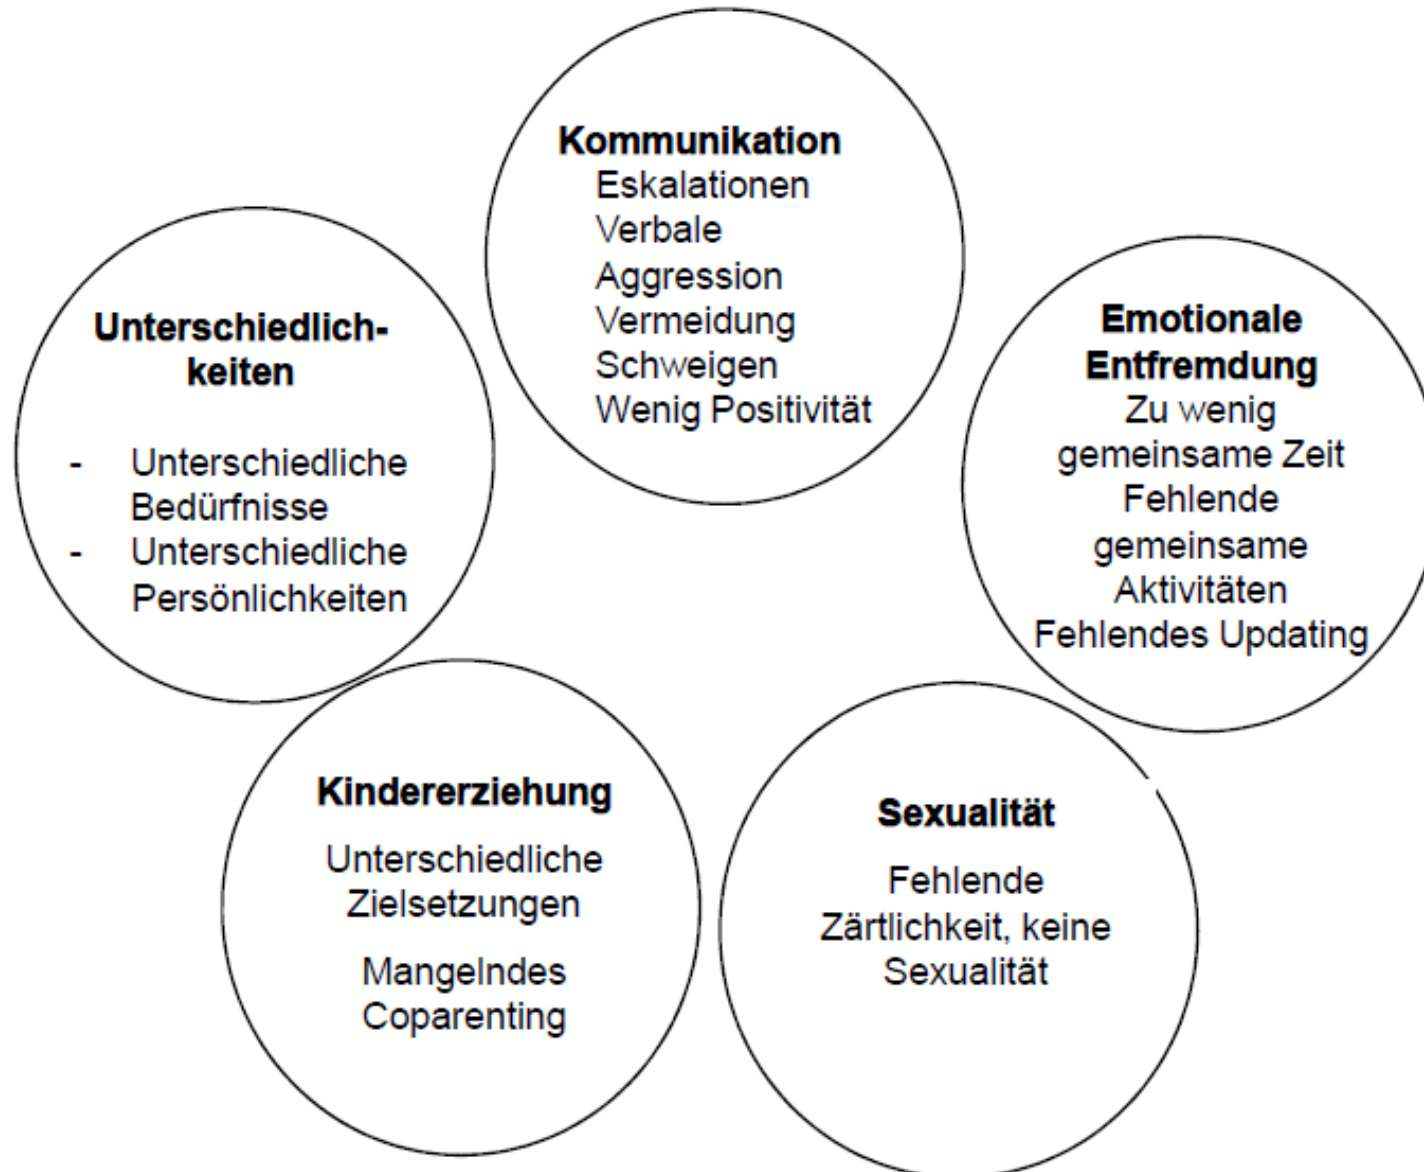 Kommunikation
Eskalationen
Verbale
Aggression
Vermeidung
Schweigen
Wenig Positivität
Unterschiedlich-
keiten
- Unterschiedliche
Bedürfnisse
- Unterschiedliche
Persönlichkeiten
Emotionale
Entfremdung
Zu wenig
gemeinsame Zeit
Fehlende
gemeinsame
Aktivitäten
Fehlendes Updating
Kindererziehung
Unterschiedliche
Zielsetzungen
Mangelndes
Coparenting
Sexualität
Fehlende
Zärtlichkeit, keine
Sexualität